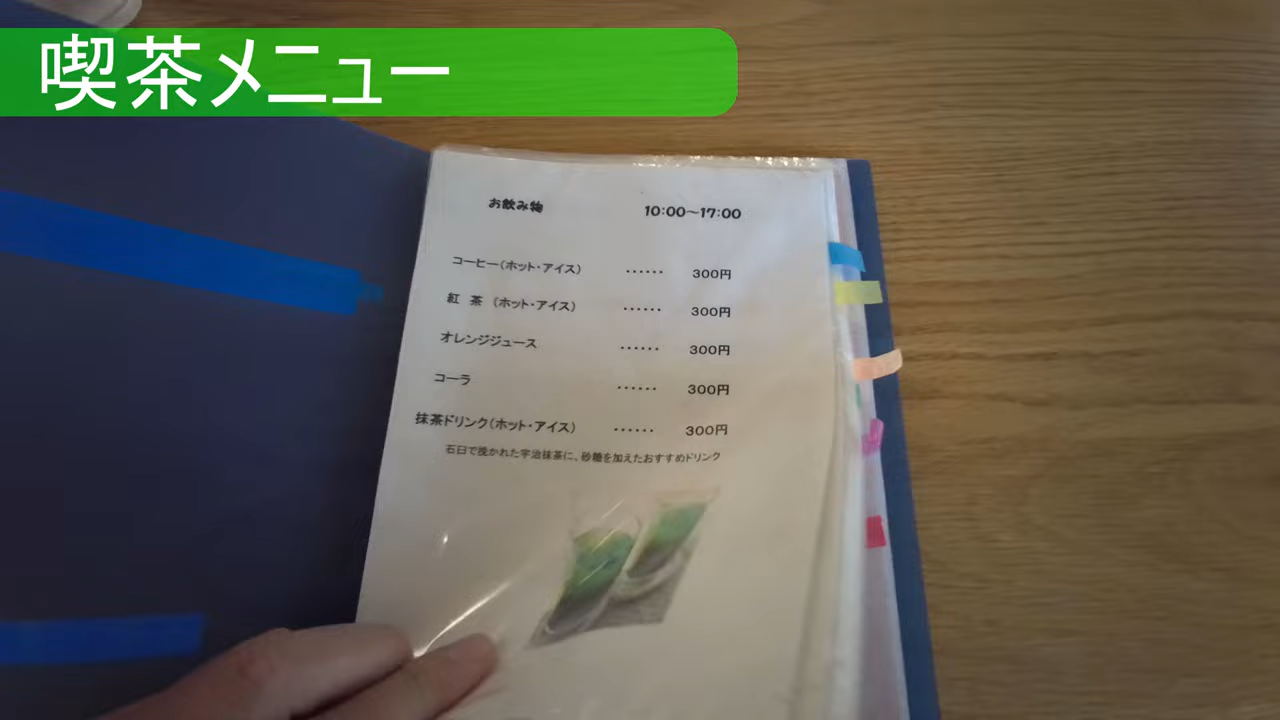 喫茶メニュー
お飲み物 10:00～17:00
コーヒー(ホット・アイス) ・・・・・・ 300円
紅 茶 (ホット・アイス) ・・・・・・ 300円
オレンジジュース ・・・・・・ 300円
コーラ ・・・・・・ 300円
抹茶ドリンク(ホット・アイス) ・・・・・・ 300円
石臼で挽かれた宇治抹茶に、砂糖を加えたおすすめドリンク